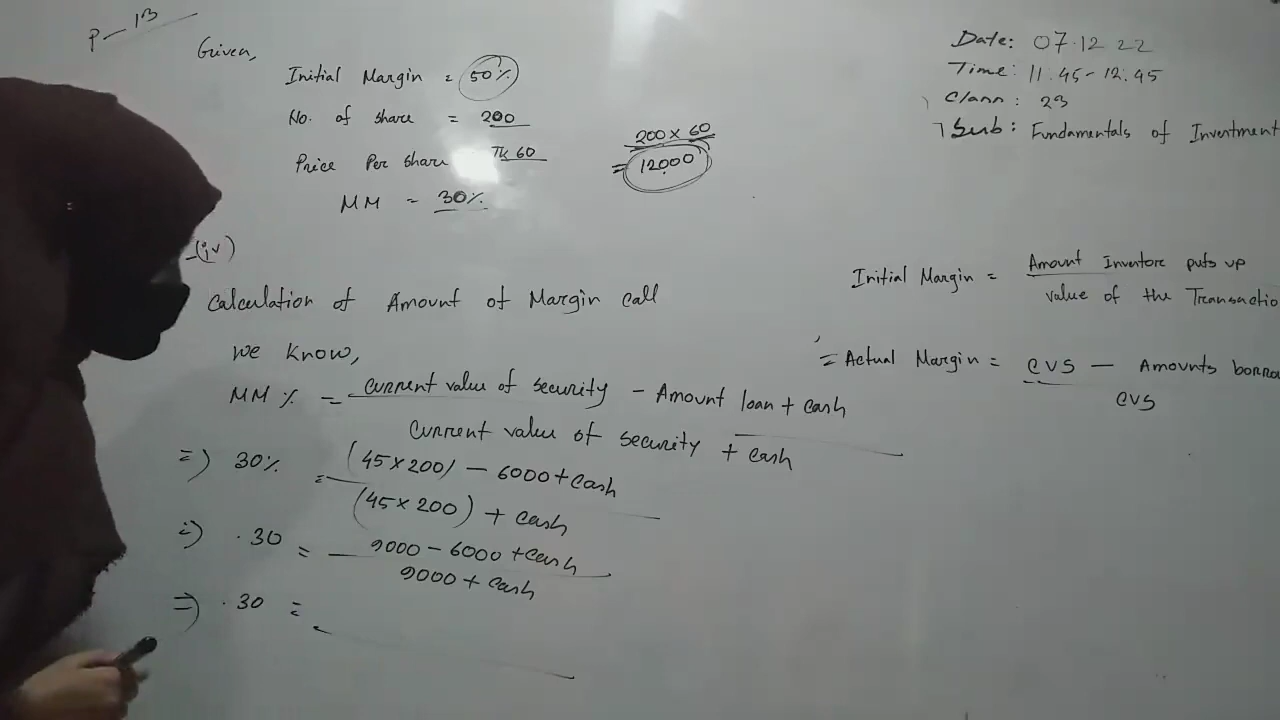 P-13
Given,
Initial Margin = 50%
No. of share = 200
Price Per share Tk 60
MM = 30%
200 × 60
= 12000
Date: 07.12 22
Time: 11.45-12.45
Class: 23
Sub: Fundamentals of Investment
(iv)
Calculation of Amount of Margin call
We know,
MM % = Current value of security - Amount loan + cash
Current value of security + cash
=) 30% = (45×200) - 6000 + cash
(45×200) + cash
=) .30 = 9000 - 6000 + cash
9000 + cash
=) .30 =
Initial Margin = Amount Investore puts up
value of the Transactio
= Actual Margin = CVS - Amounts borro
CVS